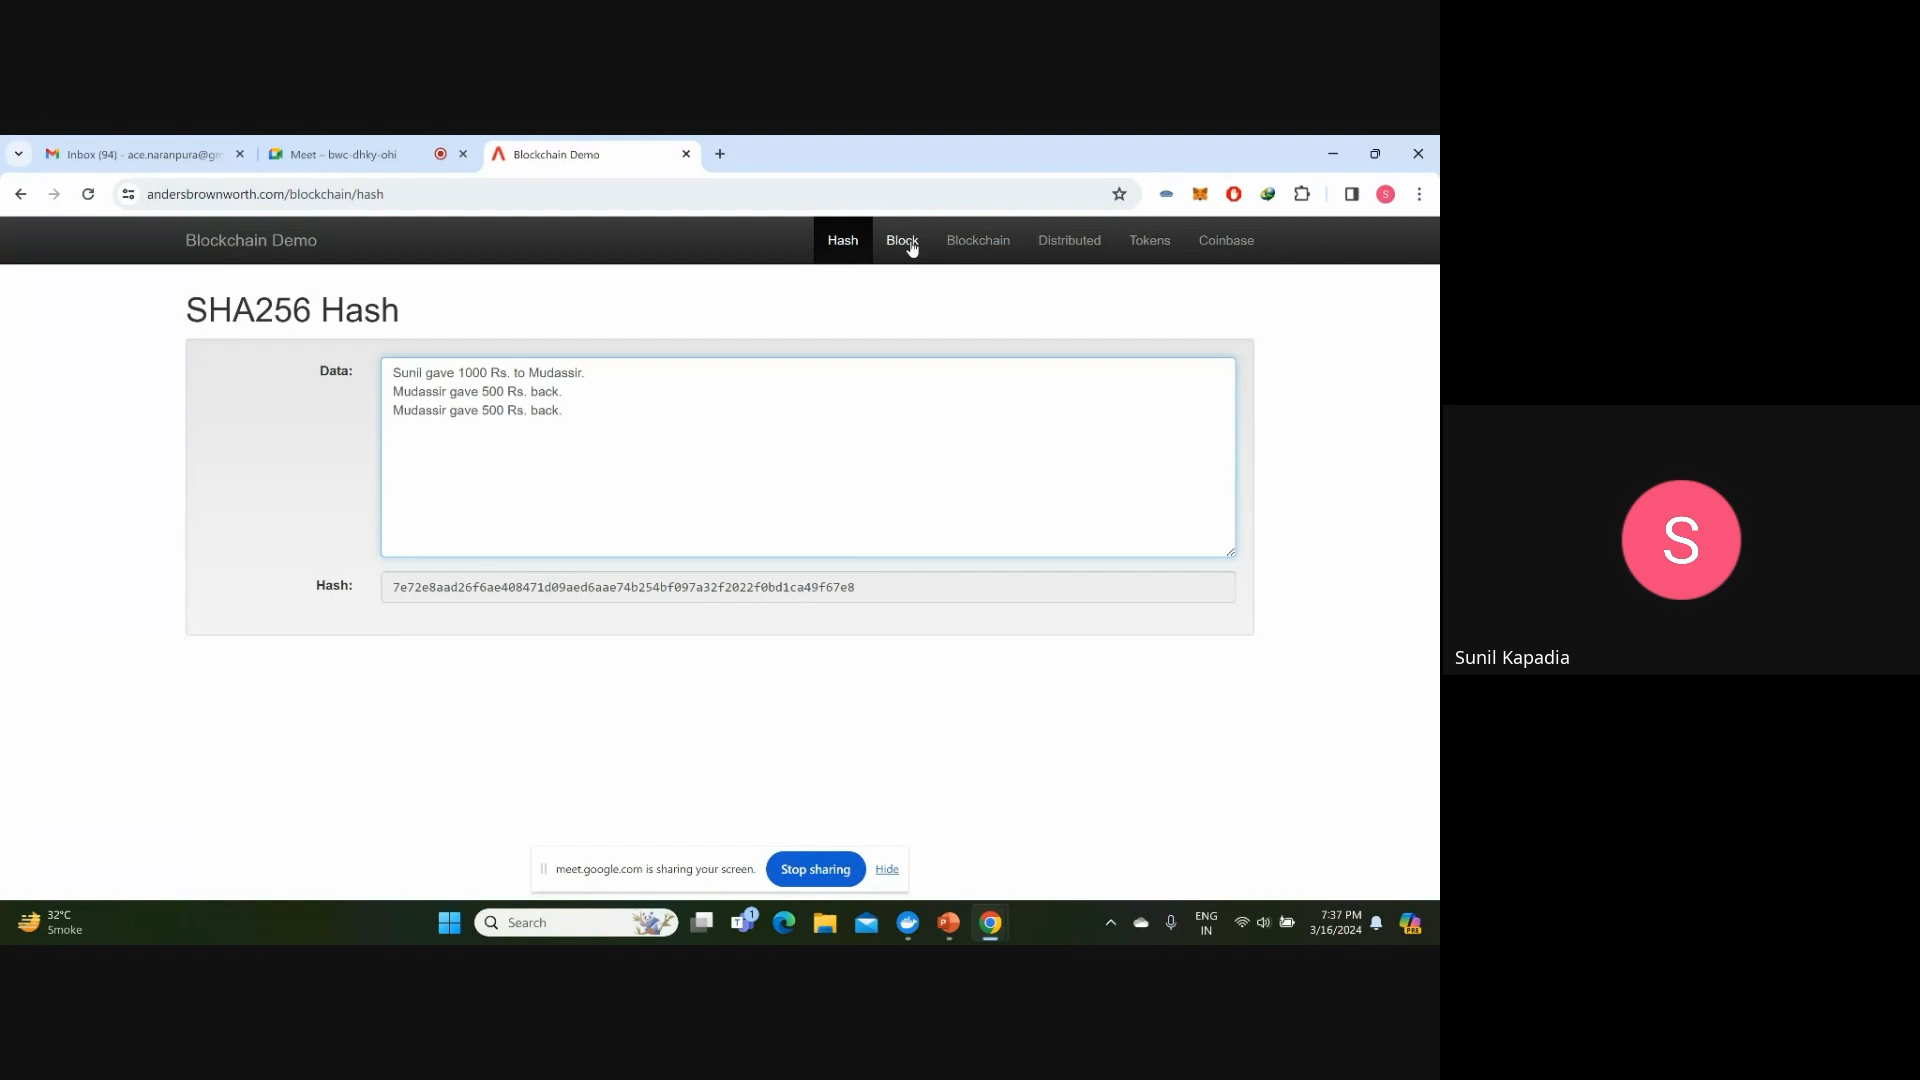 Inbox (94) - ace.naranpura@gm
Meet – bwc-dhky-ohi
Blockchain Demo
andersbrownworth.com/blockchain/hash
S
Blockchain Demo
Hash
Block
Blockchain
Distributed
Tokens
Coinbase
SHA256 Hash
Data:
Sunil gave 1000 Rs. to Mudassir.
Mudassir gave 500 Rs. back.
Mudassir gave 500 Rs. back.
Hash:
7e72e8aad26f6ae408471d09aed6aae74b254bf097a32f2022f0bd1ca49f67e8
S
Sunil Kapadia
meet.google.com is sharing your screen.
Stop sharing
Hide
32°C
Smoke
Search
1
ENG
IN
7:37 PM
3/16/2024
PRE